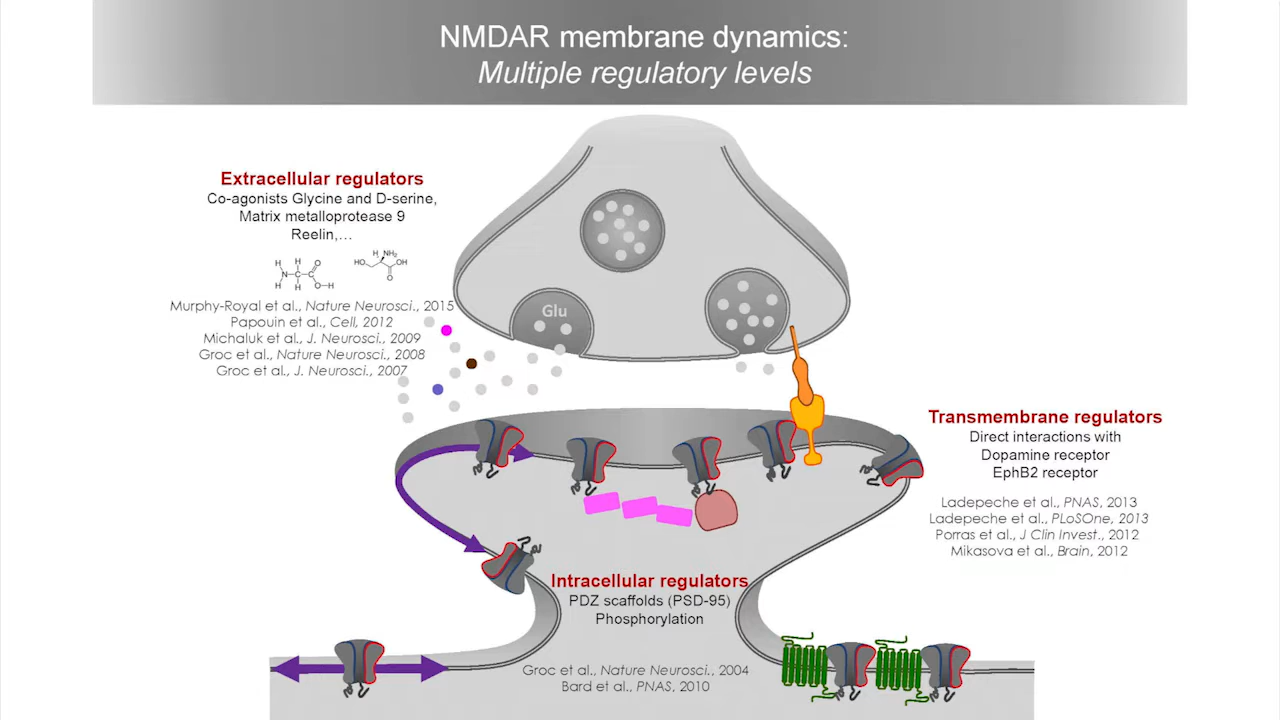 NMDAR membrane dynamics:
Multiple regulatory levels
Extracellular regulators
Co-agonists Glycine and D-serine,
Matrix metalloprotease 9
Reelin,…
H H O
N—C—C
H H O—H
H NH₂
HO OH
O
Murphy-Royal et al., Nature Neurosci., 2015
Papouin et al., Cell, 2012
Michaluk et al., J. Neurosci., 2009
Groc et al., Nature Neurosci., 2008
Groc et al., J. Neurosci., 2007
Glu
Transmembrane regulators
Direct interactions with
Dopamine receptor
EphB2 receptor
Ladepeche et al., PNAS, 2013
Ladepeche et al., PLoSOne, 2013
Porras et al., J Clin Invest., 2012
Mikasova et al., Brain, 2012
Intracellular regulators
PDZ scaffolds (PSD-95)
Phosphorylation
Groc et al., Nature Neurosci., 2004
Bard et al., PNAS, 2010